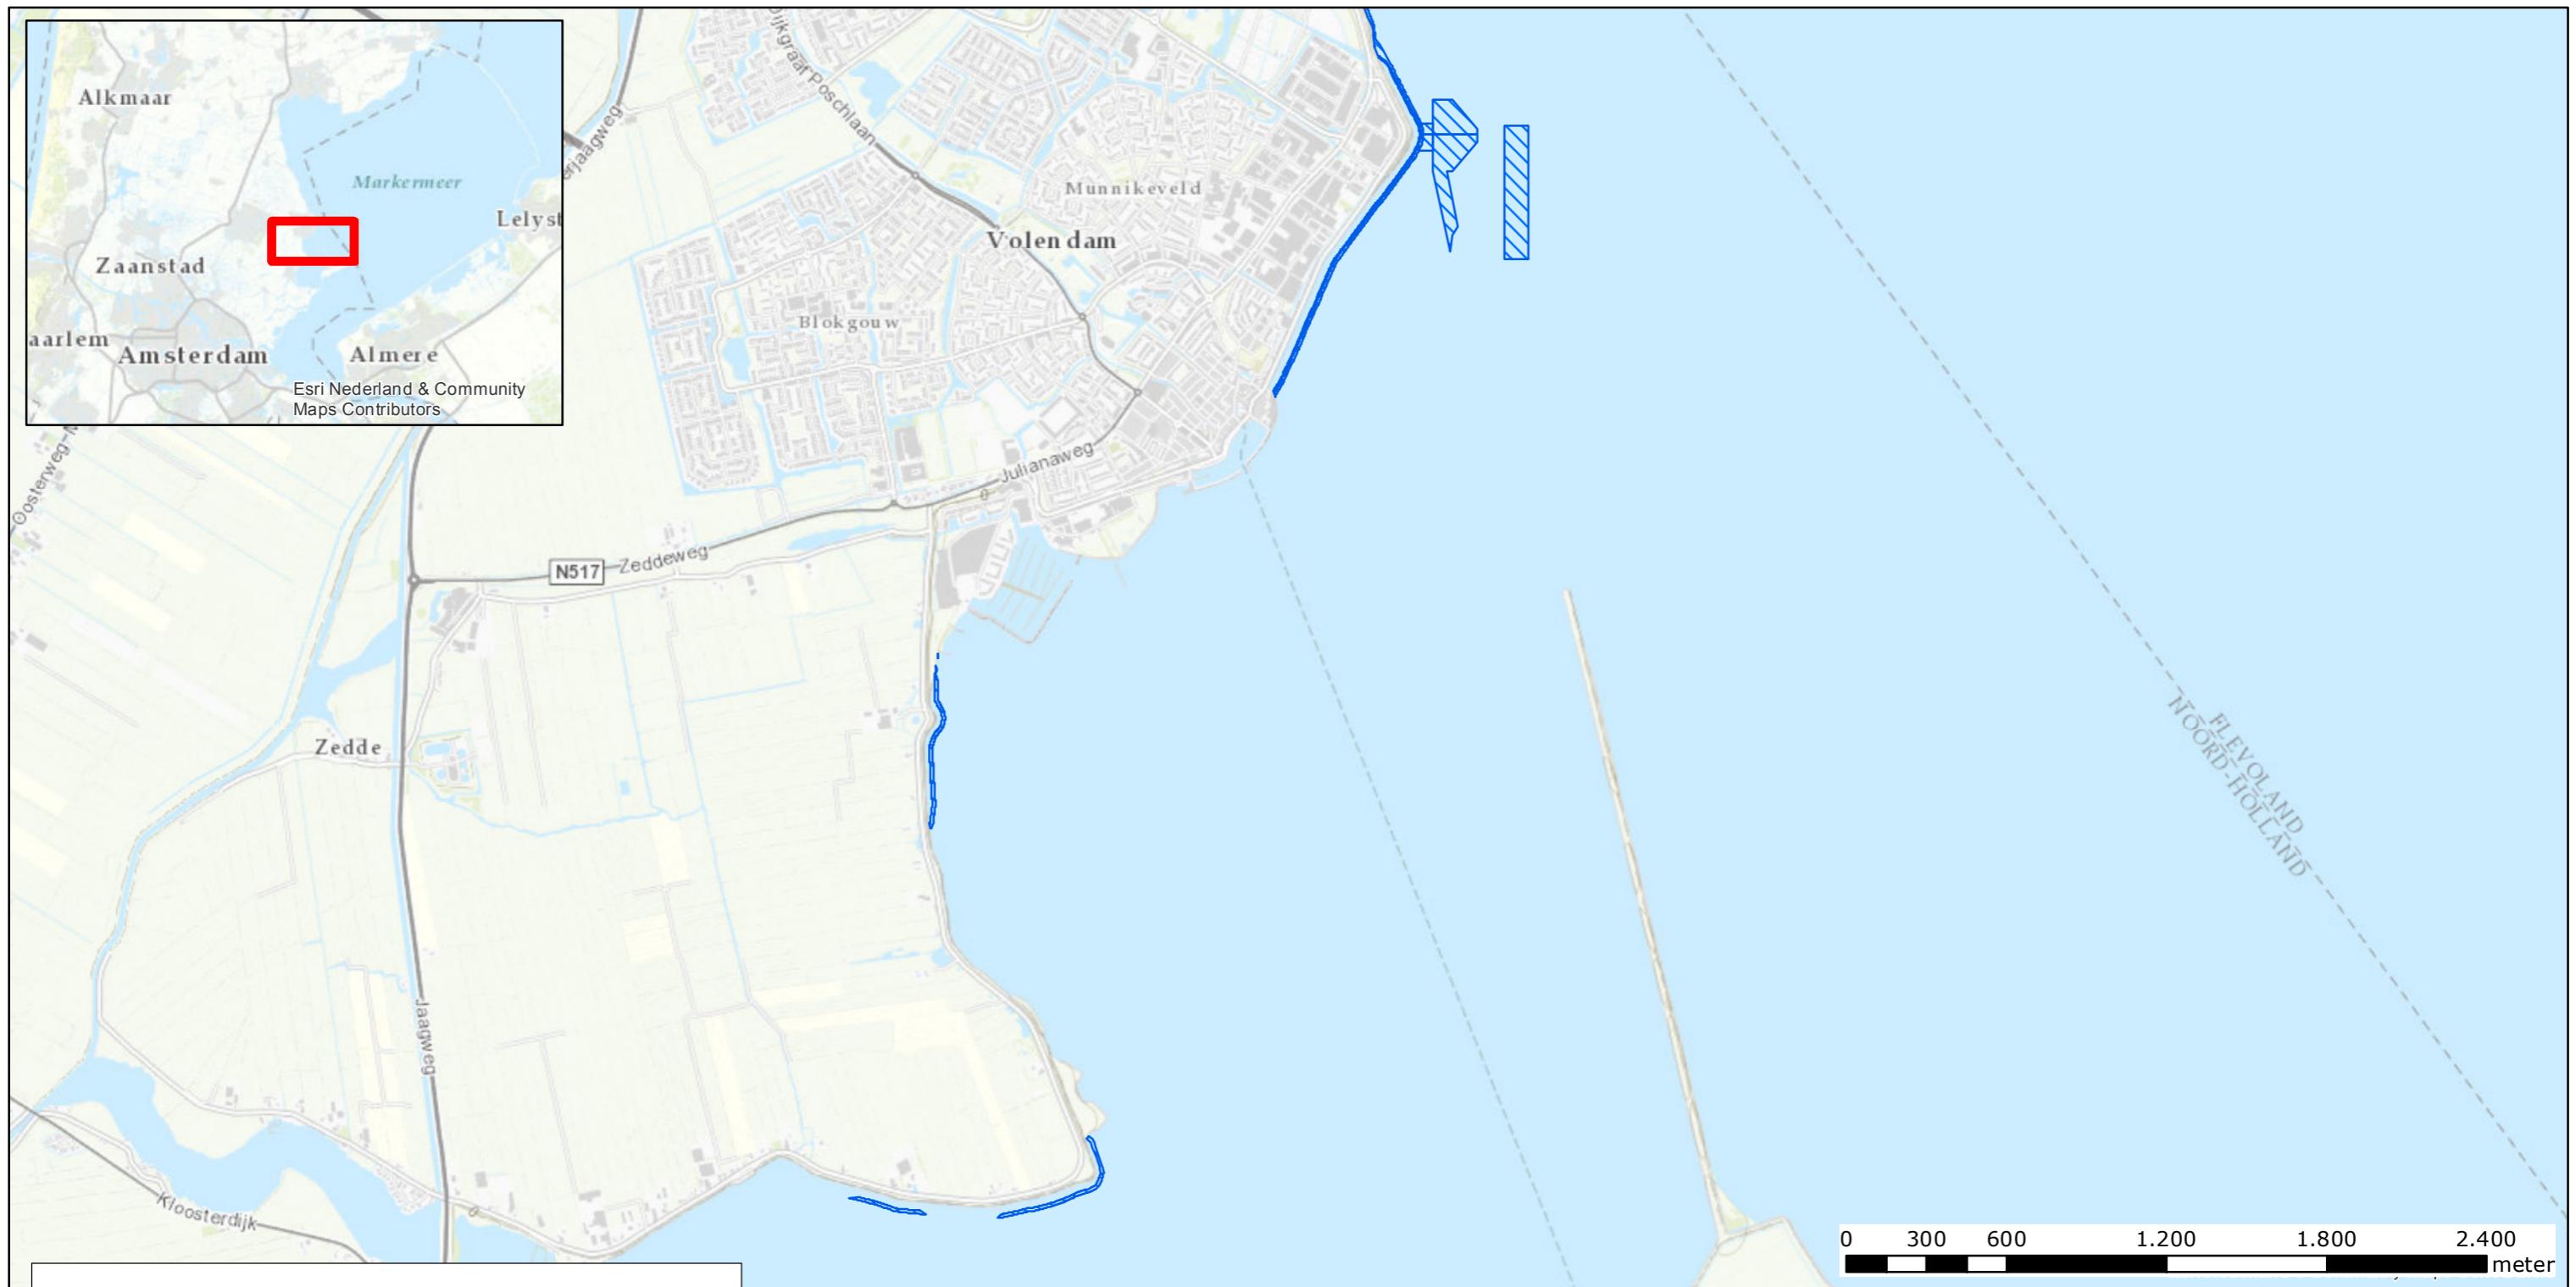 Alkmaar
Markermeer
Lelyst
Zaanstad
aarlem
Amsterdam
Almere
Esri Nederland & Community
Maps Contributors
Dijkgraaf Poschlaan
erjaagweg
Munnikeveld
Volendam
Blokgouw
Julianaweg
Oosterweg-N
N517
Zeddeweg
Zedde
FLEVOLAND
NOORD-HOLLAND
Jaagweg
Kloosterdijk
0 300 600 1.200 1.800 2.400
meter